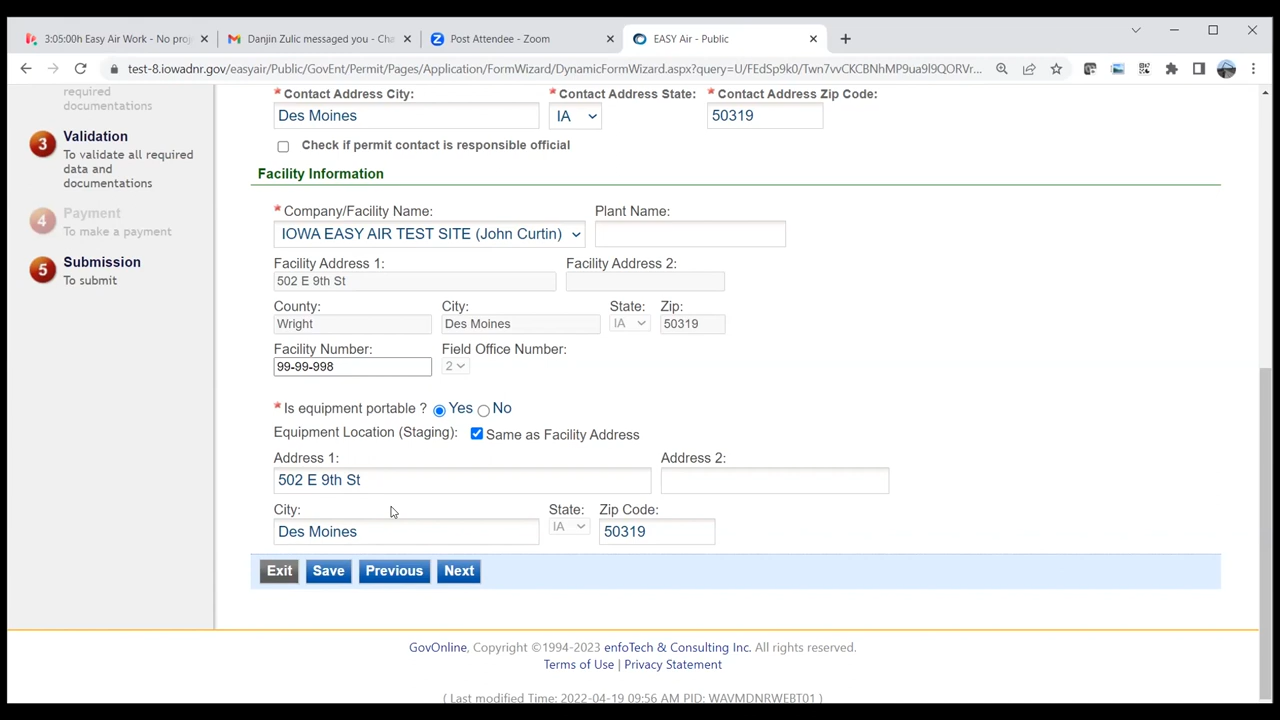 3:05:00h Easy Air Work - No proj
Danjin Zulic messaged you - Cha
Post Attendee - Zoom
EASY Air - Public
test-8.iowadnr.gov/easyair/Public/GovEnt/Permit/Pages/Application/FormWizard/DynamicFormWizard.aspx?query=U/FEdSp9k0/Twn7vvCKCBNhMP9ua9l9QORVr...
required
documentations
3 Validation
To validate all required
data and
documentations
4 Payment
To make a payment
5 Submission
To submit
* Contact Address City: * Contact Address State: * Contact Address Zip Code:
Des Moines IA 50319
Check if permit contact is responsible official
Facility Information
* Company/Facility Name: Plant Name:
IOWA EASY AIR TEST SITE (John Curtin)
Facility Address 1: Facility Address 2:
502 E 9th St
County: City: State: Zip:
Wright Des Moines IA 50319
Facility Number: Field Office Number:
99-99-998 2
* Is equipment portable ? Yes No
Equipment Location (Staging): Same as Facility Address
Address 1: Address 2:
502 E 9th St
City: State: Zip Code:
Des Moines IA 50319
Exit Save Previous Next
GovOnline, Copyright ©1994-2023 enfoTech & Consulting Inc. All rights reserved.
Terms of Use | Privacy Statement
( Last modified Time: 2022-04-19 09:56 AM PID: WAVMDNRWEBT01 )